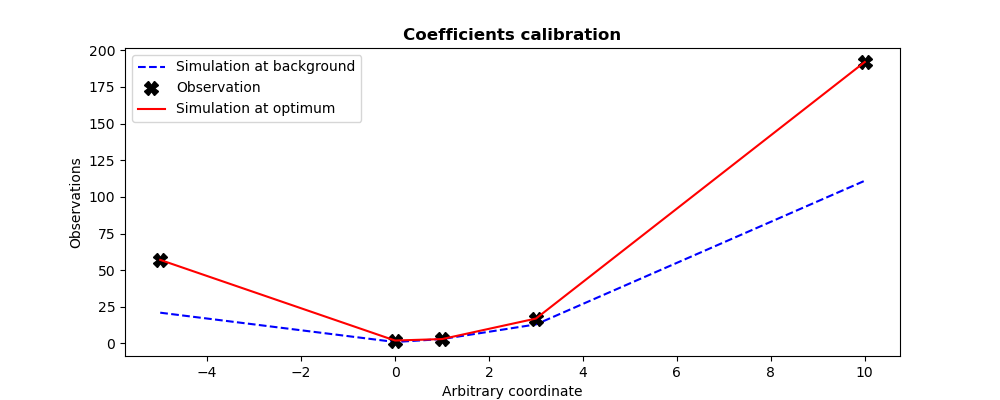 Coefficients calibration
Simulation at background
Observation
Simulation at optimum
Observations
200
175
150
125
100
75
50
25
0
−4
−2
0
2
4
6
8
10
Arbitrary coordinate